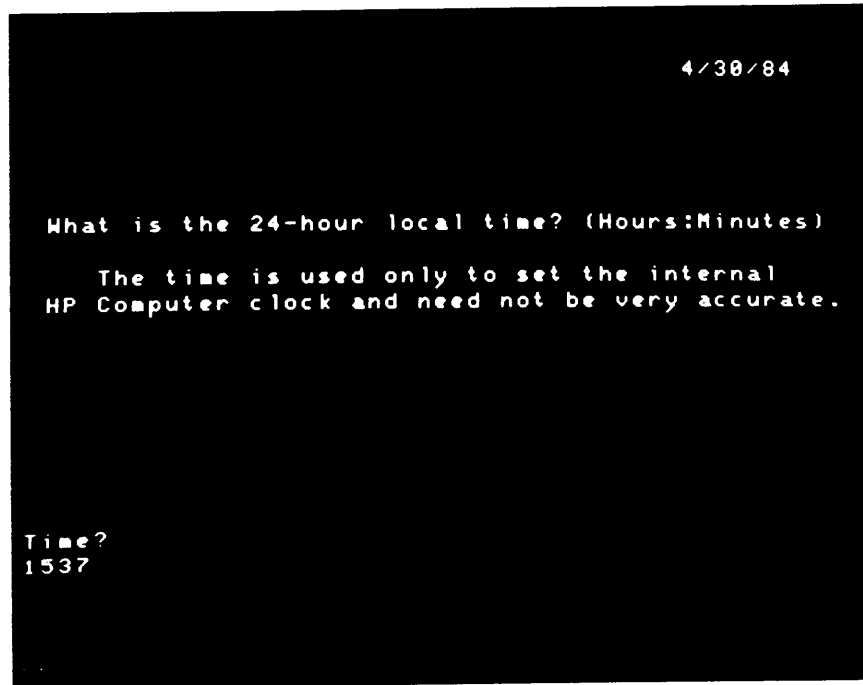 4/30/84
What is the 24-hour local time? (Hours:Minutes)
The time is used only to set the internal
HP Computer clock and need not be very accurate.
Time?
1537